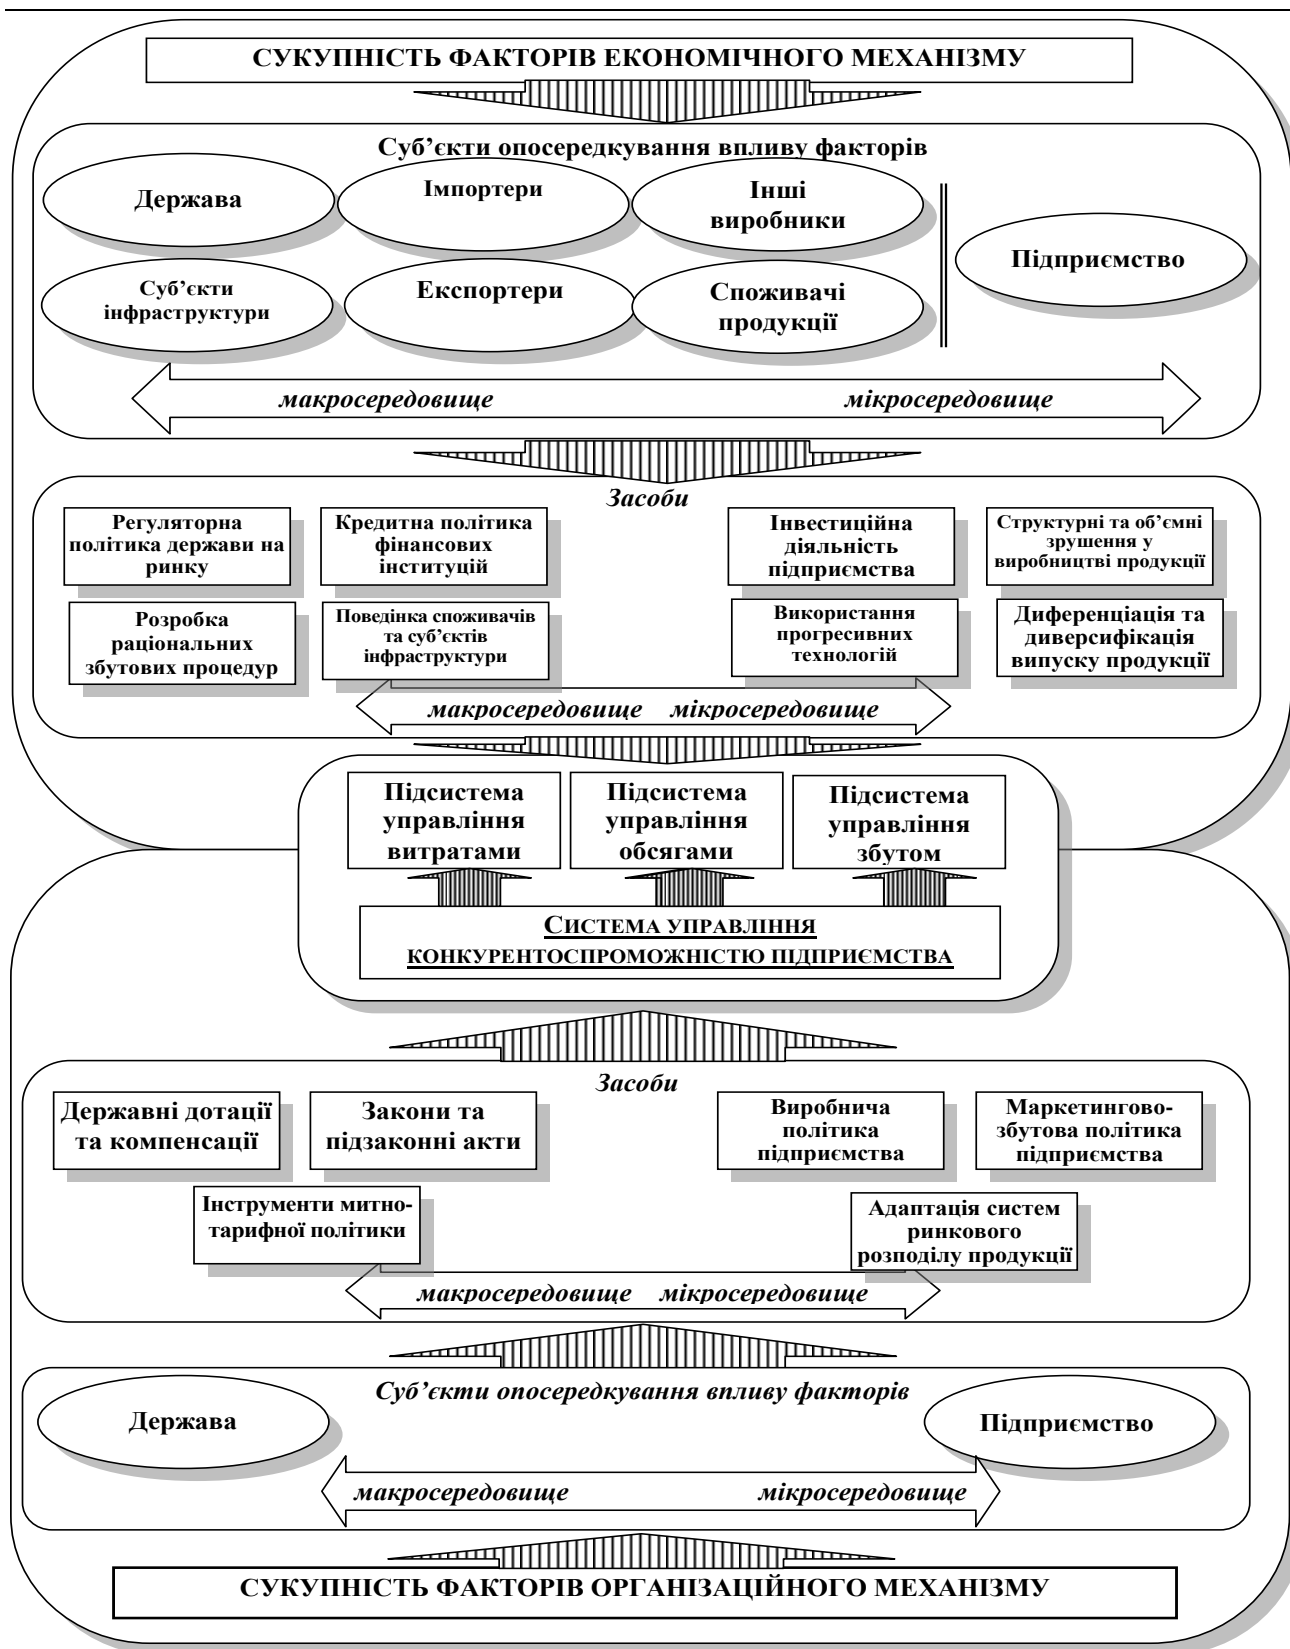 СУКУПНІСТЬ ФАКТОРІВ ЕКОНОМІЧНОГО МЕХАНІЗМУ
Суб’єкти опосередкування впливу факторів
Держава
Імпортери
Інші
виробники
Підприємство
Суб’єкти
інфраструктури
Експортери
Споживачі
продукції
макросередовище
мікросередовище
Засоби
Регуляторна
політика держави на
ринку
Кредитна політика
фінансових
інституцій
Інвестиційна
діяльність
підприємства
Структурні та об’ємні
зрушення у
виробництві продукції
Розробка
раціональних
збутових процедур
Поведінка споживачів
та суб’єктів
інфраструктури
Використання
прогресивних
технологій
Диференціація та
диверсифікація
випуску продукції
макросередовище
мікросередовище
Підсистема
управління
витратами
Підсистема
управління
обсягами
Підсистема
управління
збутом
СИСТЕМА УПРАВЛІННЯ
КОНКУРЕНТОСПРОМОЖНІСТЮ ПІДПРИЄМСТВА
Засоби
Державні дотації
та компенсації
Закони та
підзаконні акти
Виробнича
політика
підприємства
Маркетингово-
збутова політика
підприємства
Інструменти митно-
тарифної політики
Адаптація систем
ринкового
розподілу продукції
макросередовище
мікросередовище
Суб’єкти опосередкування впливу факторів
Держава
Підприємство
макросередовище
мікросередовище
СУКУПНІСТЬ ФАКТОРІВ ОРГАНІЗАЦІЙНОГО МЕХАНІЗМУ